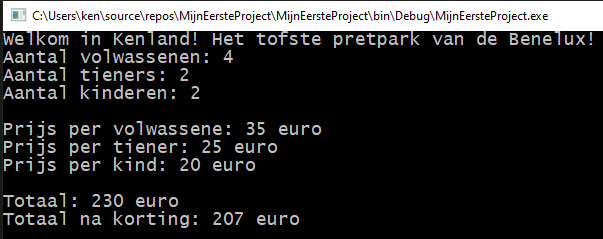 C:\Users\ken\source\repos\MijnEersteProject\MijnEersteProject\bin\Debug\MijnEersteProject.exe
Welkom in Kenland! Het tofste pretpark van de Benelux!
Aantal volwassenen: 4
Aantal tieners: 2
Aantal kinderen: 2
Prijs per volwassene: 35 euro
Prijs per tiener: 25 euro
Prijs per kind: 20 euro
Totaal: 230 euro
Totaal na korting: 207 euro